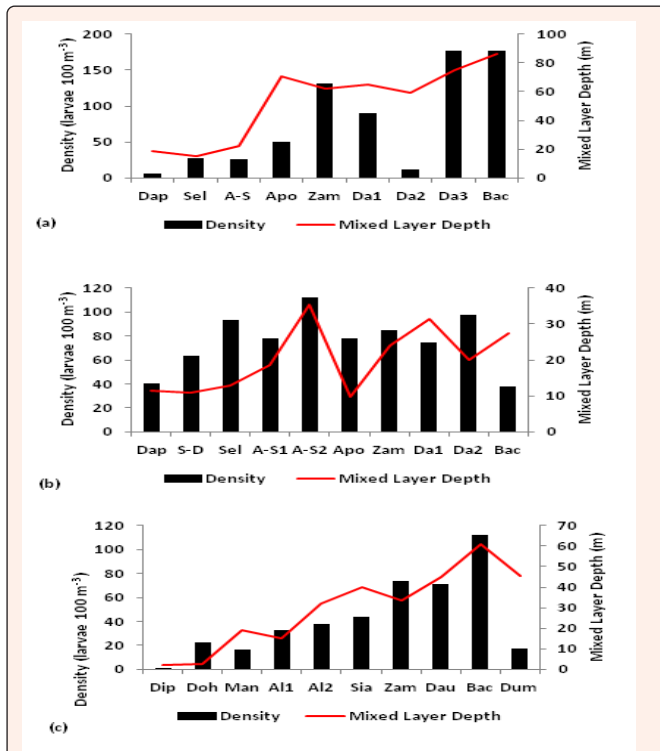 200
150
100
50
0
100
80
60
40
20
0
Density (larvae 100 m⁻³)
Mixed Layer Depth (m)
Dap Sel A-S Apo Zam Da1 Da2 Da3 Bac
Density Mixed Layer Depth
(a)
120
100
80
60
40
20
0
40
30
20
10
0
Density (larvae 100 m⁻³)
Mixed Layer Depth (m)
Dap S-D Sel A-S1 A-S2 Apo Zam Da1 Da2 Bac
Density Mixed Layer Depth
(b)
120
100
80
60
40
20
0
70
60
50
40
30
20
10
0
Density (larvae 100 m⁻³)
Mixed Layer Depth (m)
Dip Doh Man Al1 Al2 Sia Zam Dau Bac Dum
Density Mixed Layer Depth
(c)